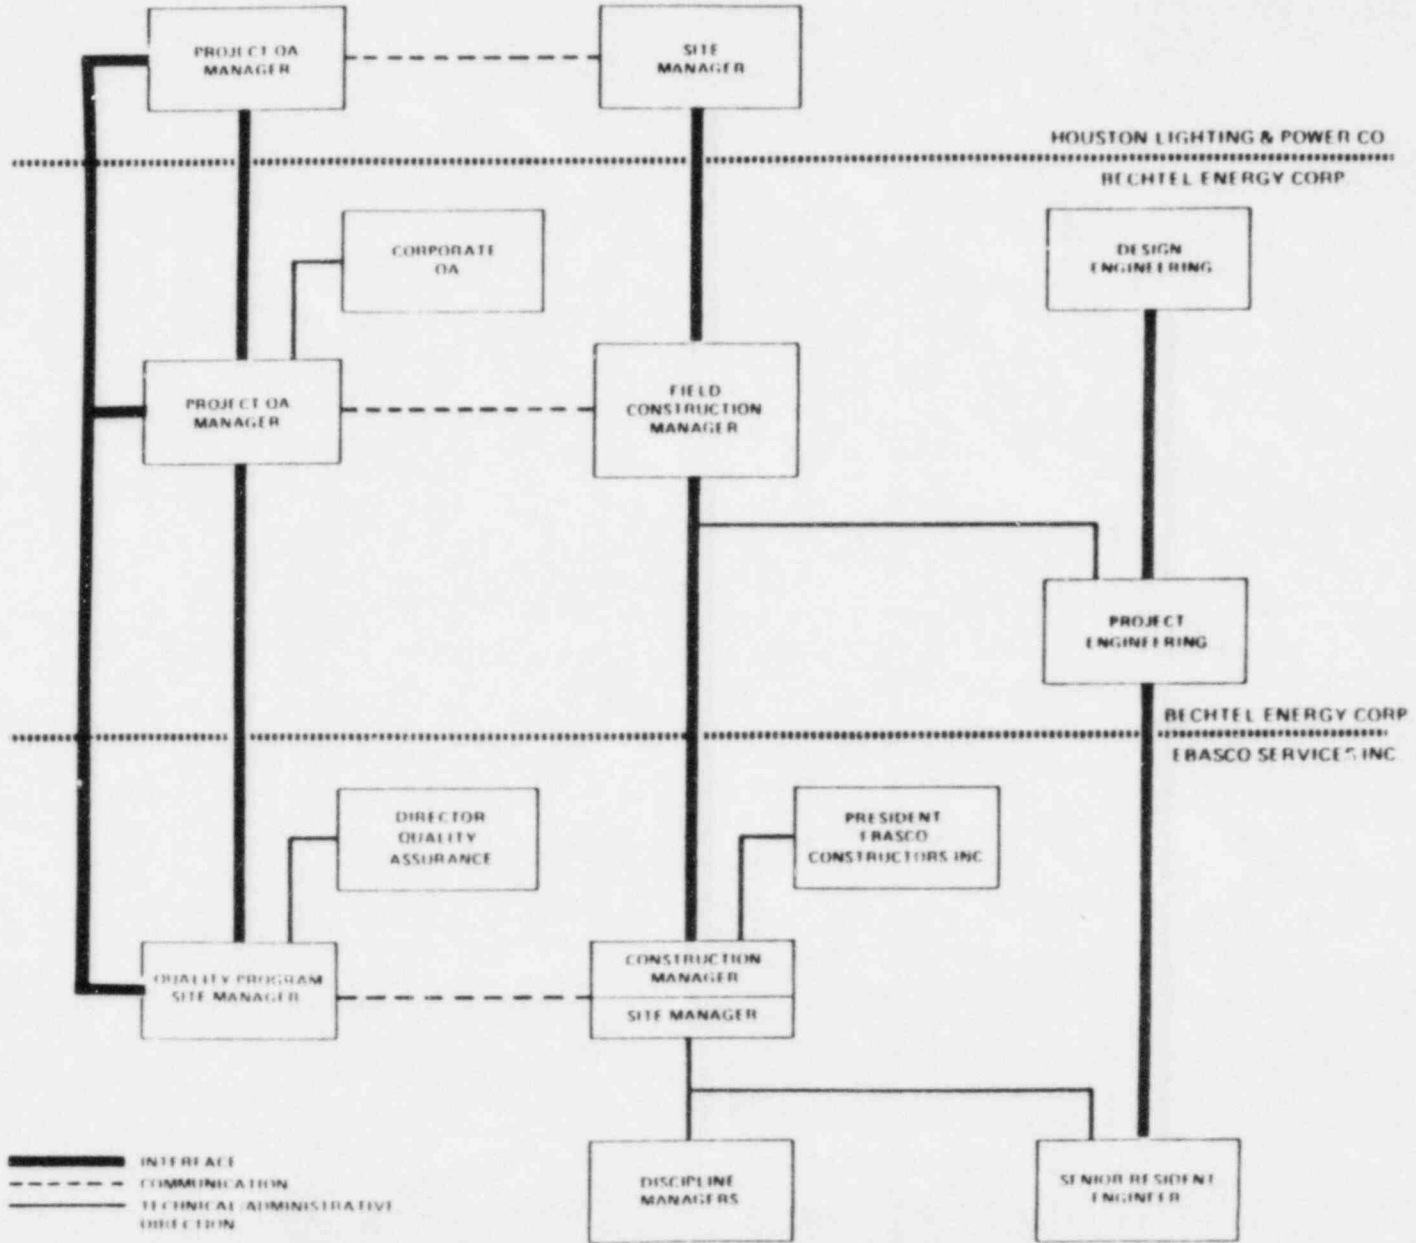 PROJECT QA
MANAGER
SITE
MANAGER
HOUSTON LIGHTING & POWER CO
BECHTEL ENERGY CORP.
CORPORATE
QA
DESIGN
ENGINEERING
PROJECT QA
MANAGER
FIELD
CONSTRUCTION
MANAGER
PROJECT
ENGINEERING
BECHTEL ENERGY CORP
EBASCO SERVICES INC
DIRECTOR
QUALITY
ASSURANCE
PRESIDENT
EBASCO
CONSTRUCTORS INC
QUALITY PROGRAM
SITE MANAGER
CONSTRUCTION
MANAGER
SITE MANAGER
DISCIPLINE
MANAGERS
SENIOR RESIDENT
ENGINEER
INTERFACE
COMMUNICATION
TECHNICAL/ADMINISTRATIVE
DIRECTION